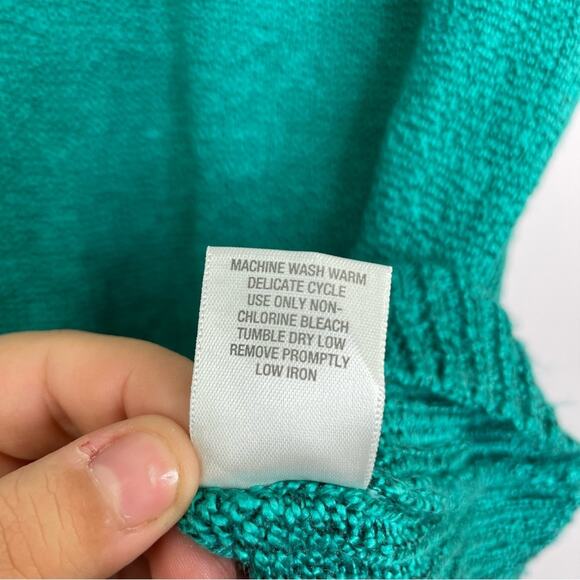 MACHINE WASH WARM
DELICATE CYCLE
USE ONLY NON-
CHLORINE BLEACH
TUMBLE DRY LOW
REMOVE PROMPTLY
LOW IRON